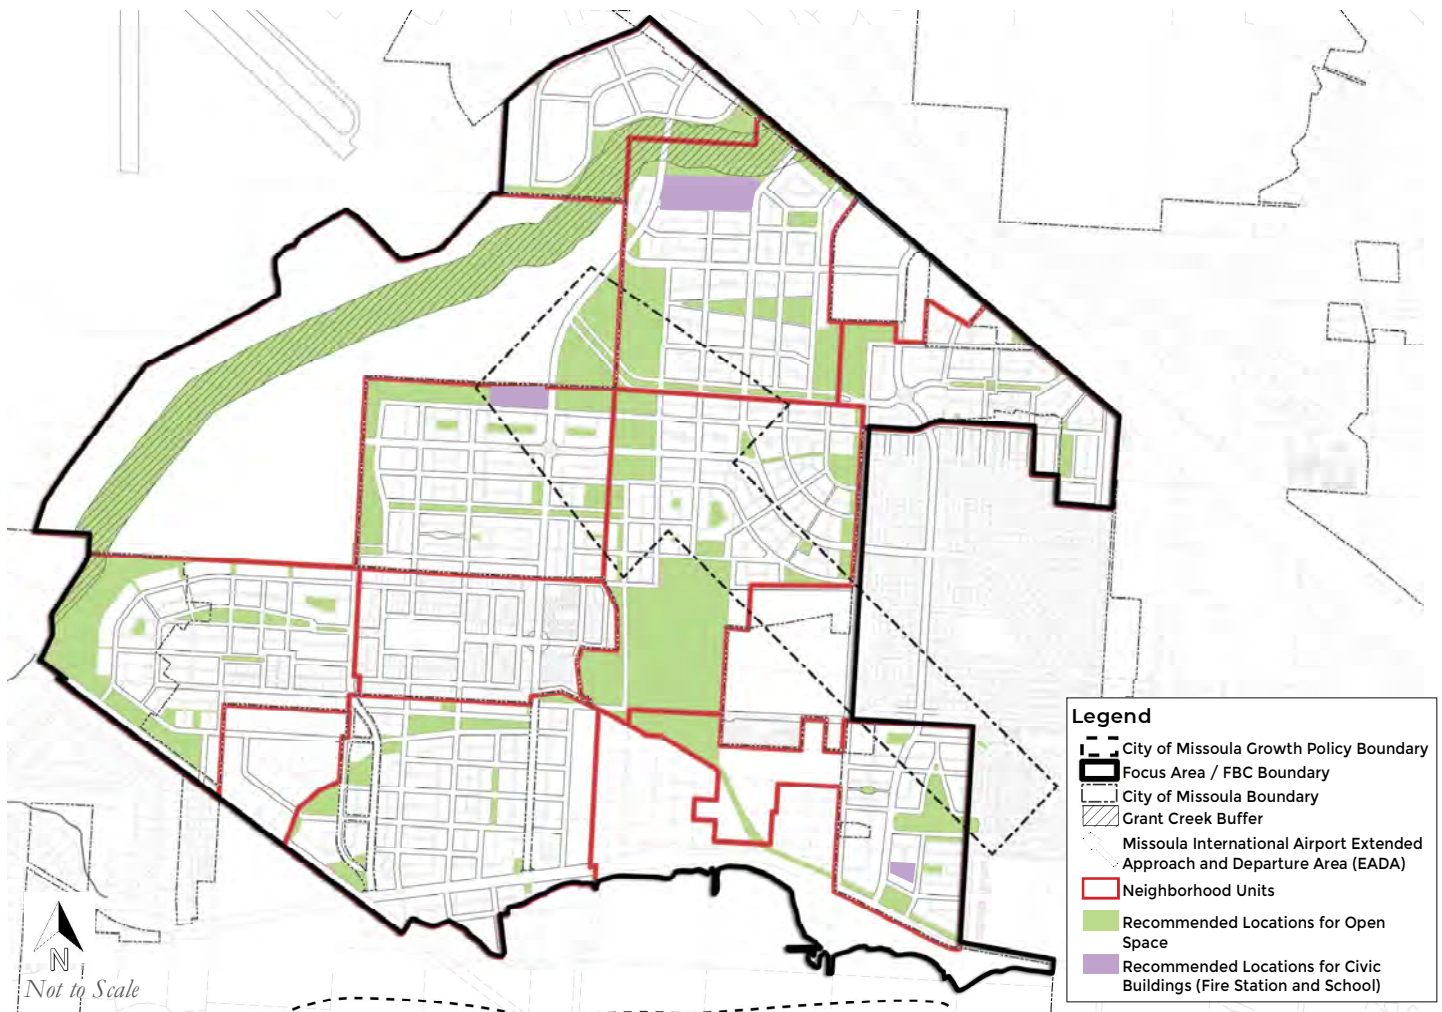 Legend
City of Missoula Growth Policy Boundary
Focus Area / FBC Boundary
City of Missoula Boundary
Grant Creek Buffer
Missoula International Airport Extended
Approach and Departure Area (EADA)
Neighborhood Units
Recommended Locations for Open
Space
Recommended Locations for Civic
Buildings (Fire Station and School)
N
Not to Scale